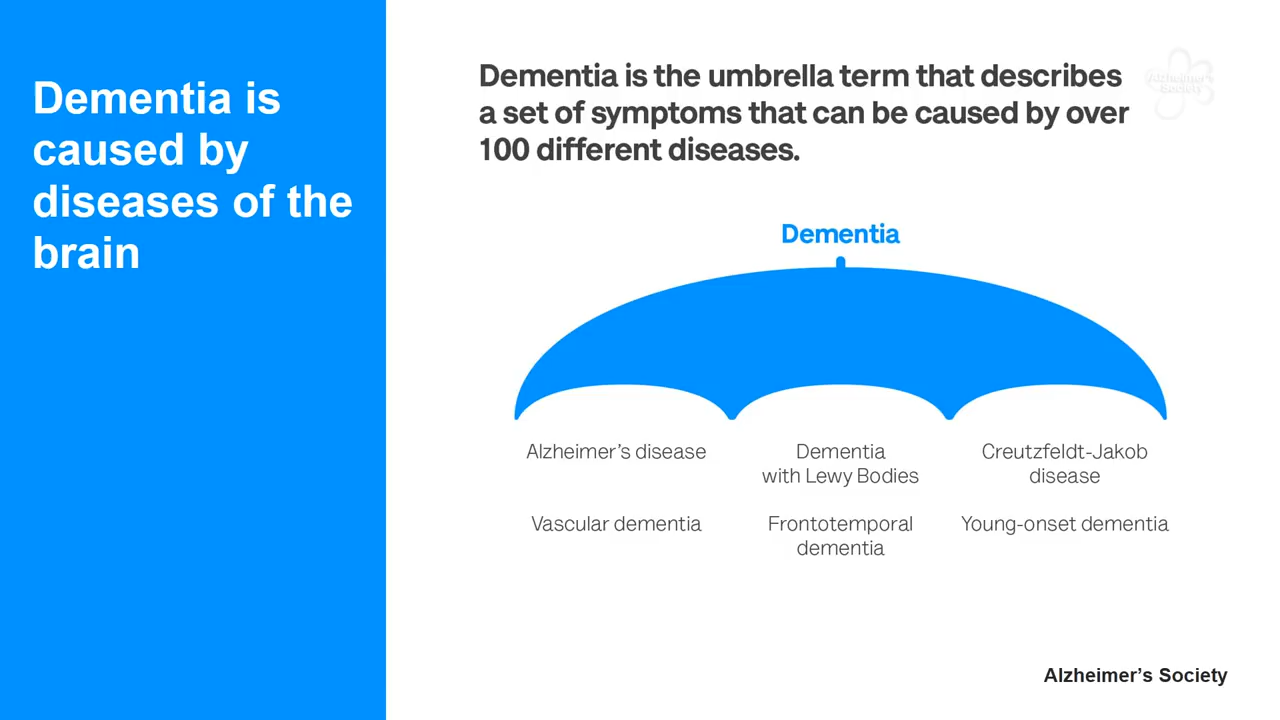 Dementia is
caused by
diseases of the
brain
Dementia is the umbrella term that describes
a set of symptoms that can be caused by over
100 different diseases.
Alzheimer's
Society
Dementia
Alzheimer’s disease
Vascular dementia
Dementia
with Lewy Bodies
Frontotemporal
dementia
Creutzfeldt-Jakob
disease
Young-onset dementia
Alzheimer’s Society